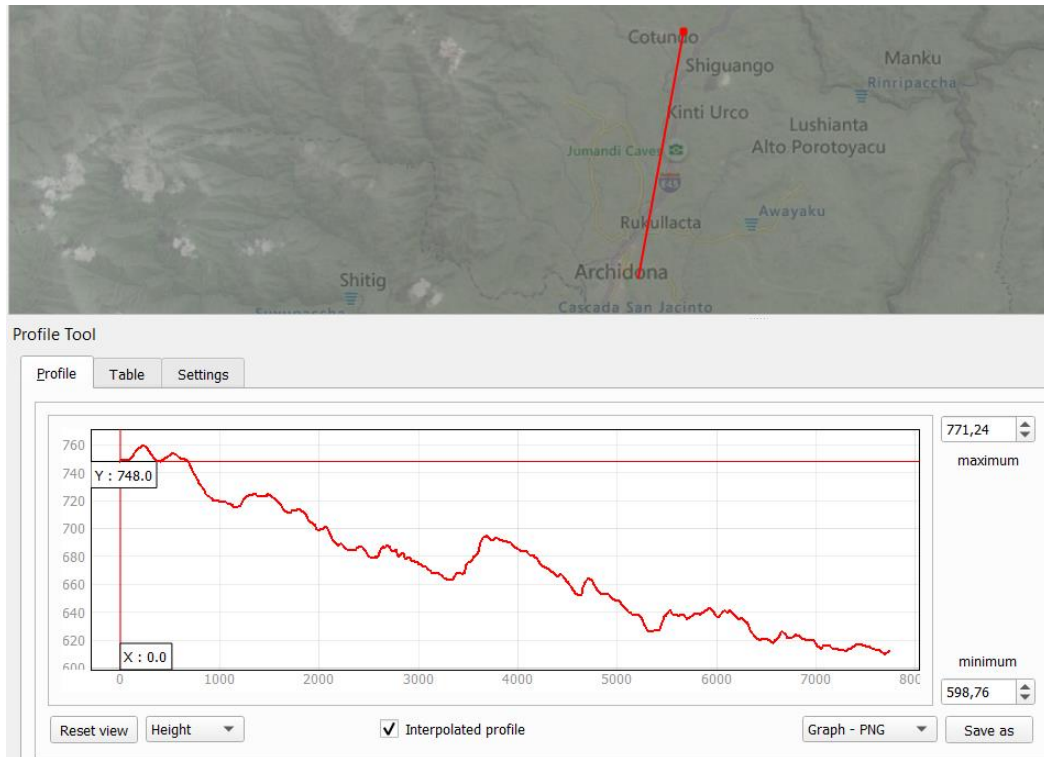 Cotundo
Shiguango
Manku
Rinripaccha
Kinti Urco
Lushianta
Alto Porotoyacu
Jumandi Caves
E45
Awayaku
Rukullacta
Archidona
Shitig
Cascada San Jacinto
Profile Tool
Profile Table Settings
771,24
maximum
760
740
720
700
680
660
640
620
600
Y : 748.0
X : 0.0
0 1000 2000 3000 4000 5000 6000 7000 800
minimum
598,76
Reset view Height Interpolated profile Graph - PNG Save as